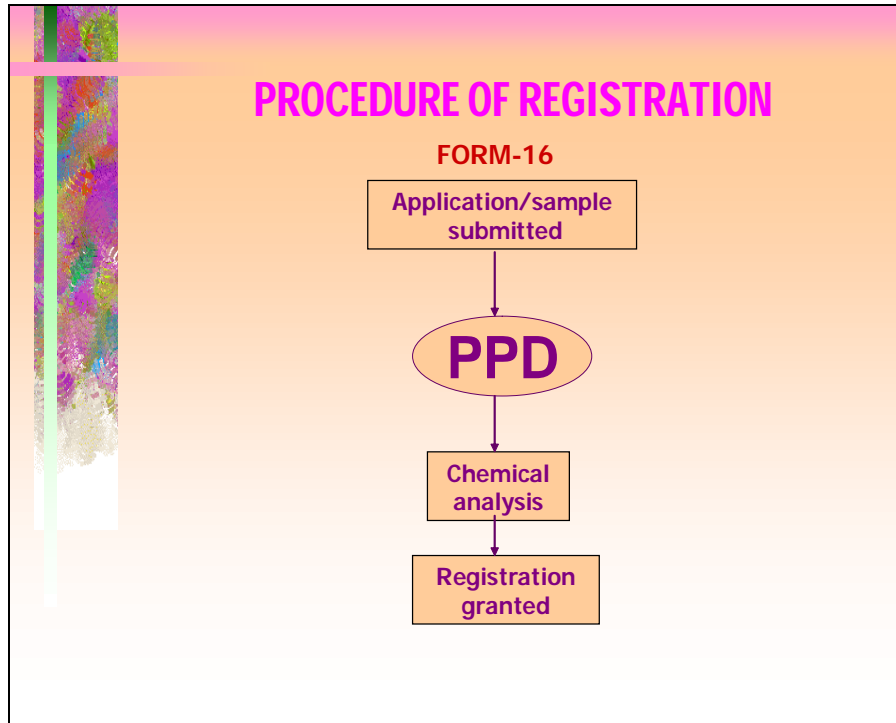 PROCEDURE OF REGISTRATION
FORM-16
Application/sample
submitted
PPD
Chemical
analysis
Registration
granted